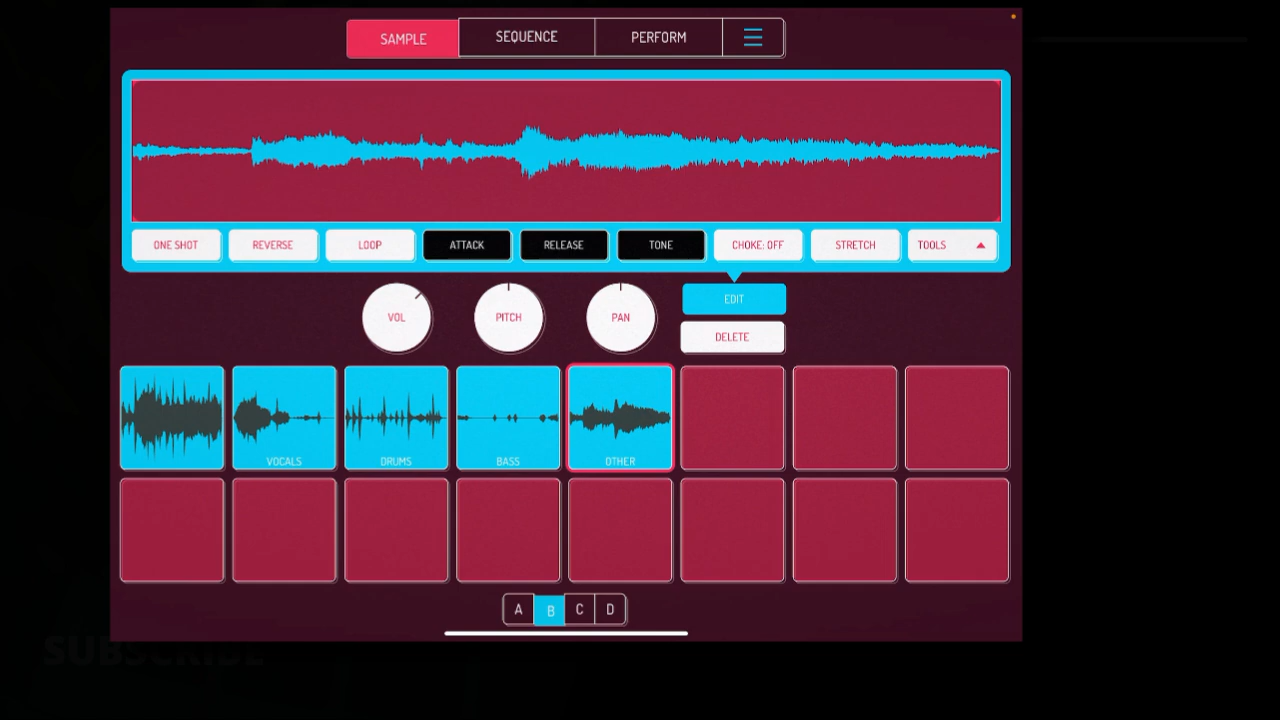 SAMPLE SEQUENCE PERFORM
ONE SHOT REVERSE LOOP ATTACK RELEASE TONE CHOKE: OFF STRETCH TOOLS
VOL PITCH PAN EDIT
DELETE
VOCALS DRUMS BASS OTHER
A B C D
SUBSCRIBE